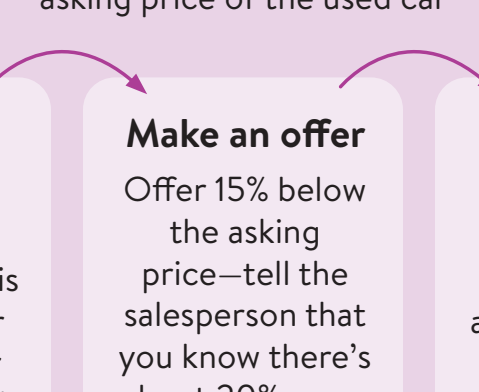 asking price of the used car
Make an offer
Offer 15% below
the asking
price—tell the
salesperson that
you know there's
is